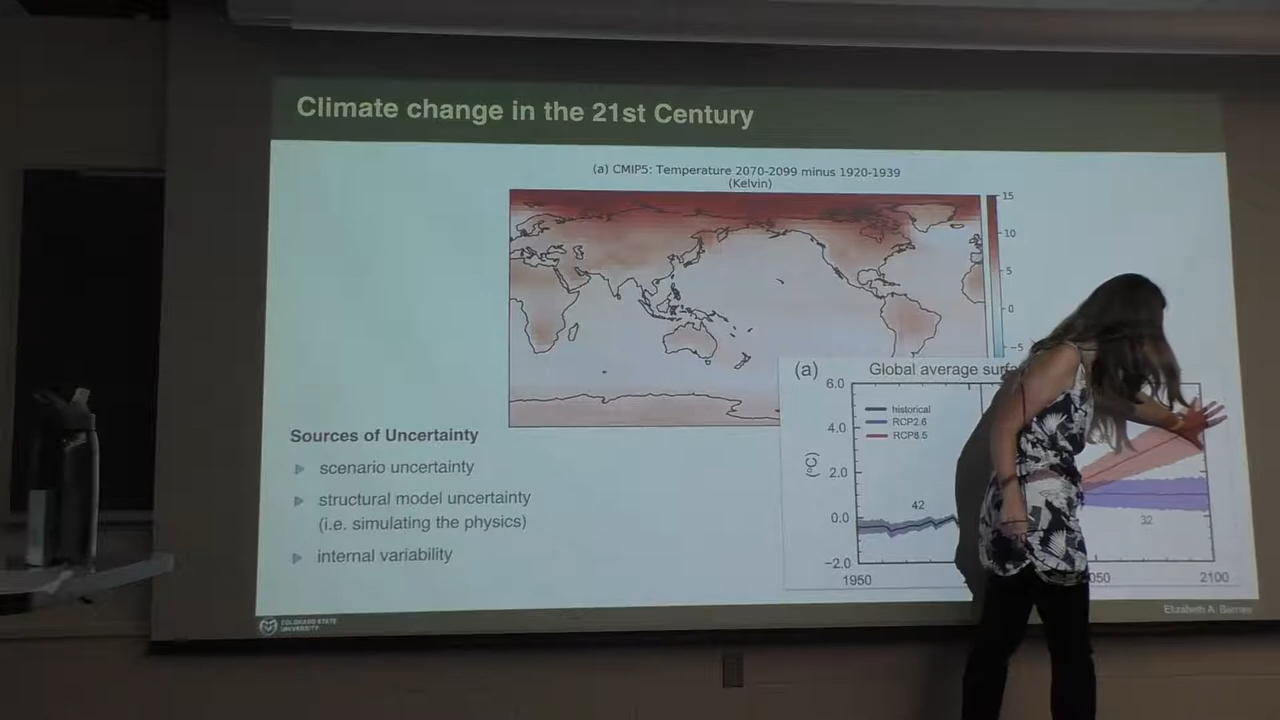 Climate change in the 21st Century
(a) CMIP5: Temperature 2070-2099 minus 1920-1939
(Kelvin)
15
10
5
0
−5
Sources of Uncertainty
scenario uncertainty
structural model uncertainty
(i.e. simulating the physics)
internal variability
(a) Global average
6.0
4.0
2.0
0.0
−2.0
(°C)
historical
RCP2.6
RCP8.5
42
32
1950
2100
COLORADO STATE
UNIVERSITY
Elizabeth A. Barnes